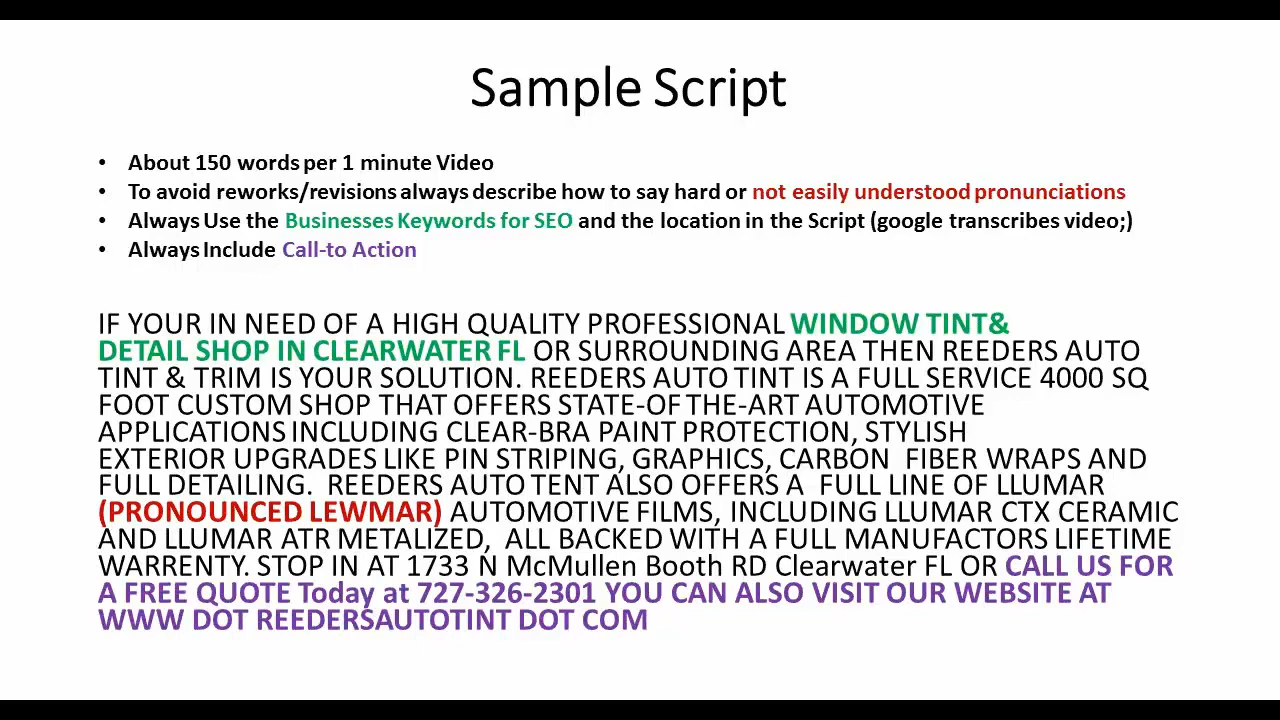 Sample Script
• About 150 words per 1 minute Video
• To avoid reworks/revisions always describe how to say hard or not easily understood pronunciations
• Always Use the Businesses Keywords for SEO and the location in the Script (google transcribes video;)
• Always Include Call-to Action
IF YOUR IN NEED OF A HIGH QUALITY PROFESSIONAL WINDOW TINT&
DETAIL SHOP IN CLEARWATER FL OR SURROUNDING AREA THEN REEDERS AUTO
TINT & TRIM IS YOUR SOLUTION. REEDERS AUTO TINT IS A FULL SERVICE 4000 SQ
FOOT CUSTOM SHOP THAT OFFERS STATE-OF THE-ART AUTOMOTIVE
APPLICATIONS INCLUDING CLEAR-BRA PAINT PROTECTION, STYLISH
EXTERIOR UPGRADES LIKE PIN STRIPING, GRAPHICS, CARBON FIBER WRAPS AND
FULL DETAILING. REEDERS AUTO TENT ALSO OFFERS A FULL LINE OF LLUMAR
(PRONOUNCED LEWMAR) AUTOMOTIVE FILMS, INCLUDING LLUMAR CTX CERAMIC
AND LLUMAR ATR METALIZED, ALL BACKED WITH A FULL MANUFACTORS LIFETIME
WARRENTY. STOP IN AT 1733 N McMullen Booth RD Clearwater FL OR CALL US FOR
A FREE QUOTE Today at 727-326-2301 YOU CAN ALSO VISIT OUR WEBSITE AT
WWW DOT REEDERSAUTOTINT DOT COM